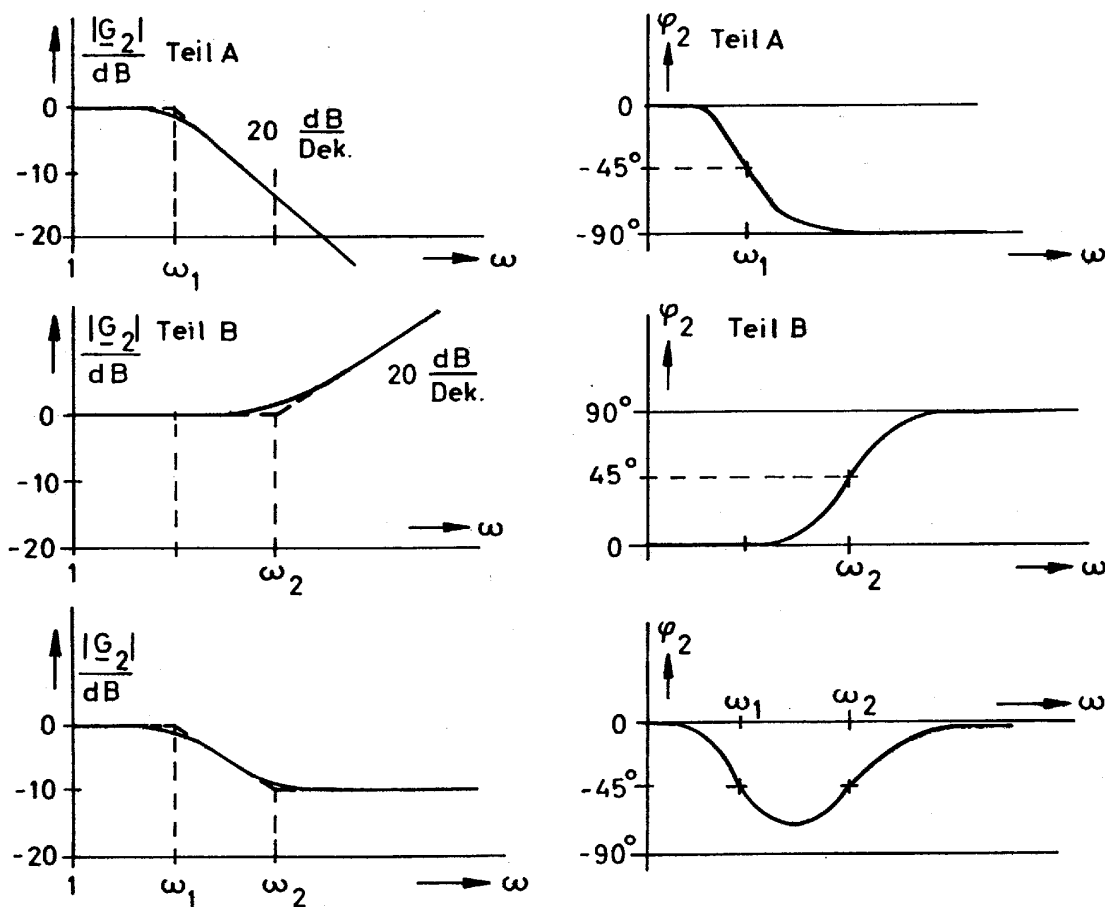 |G₂|/dB Teil A
0
-10
-20
20 dB/Dek.
1
ω₁
ω
φ₂ Teil A
0
-45°
-90°
ω₁
ω
|G₂|/dB Teil B
0
-10
-20
20 dB/Dek.
1
ω₂
ω
φ₂ Teil B
90°
45°
0
ω₂
ω
|G₂|/dB
0
-10
-20
1
ω₁
ω₂
ω
φ₂
ω₁
ω₂
ω
0
-45°
-90°